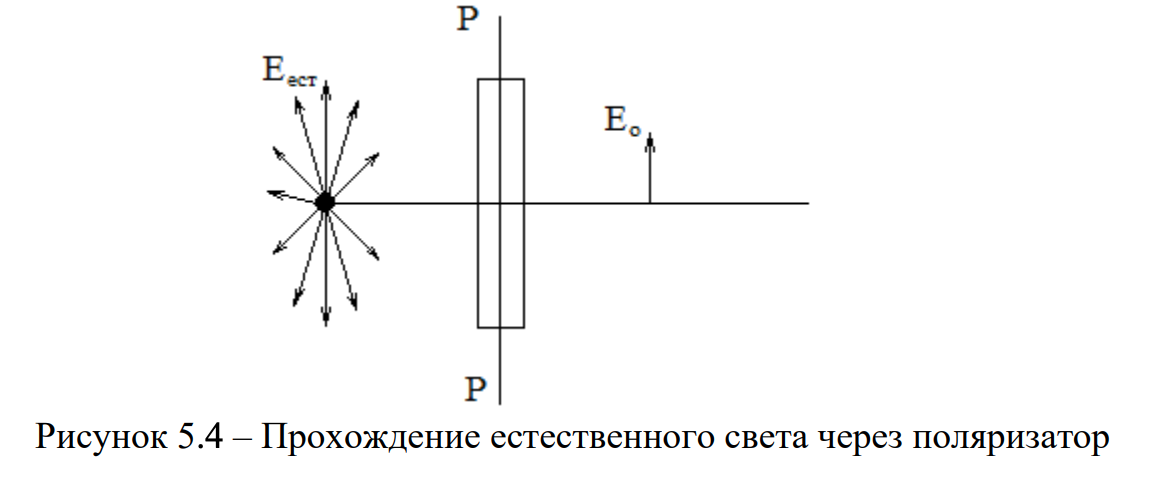 P
Eест
Eо
P
Рисунок 5.4 – Прохождение естественного света через поляризатор